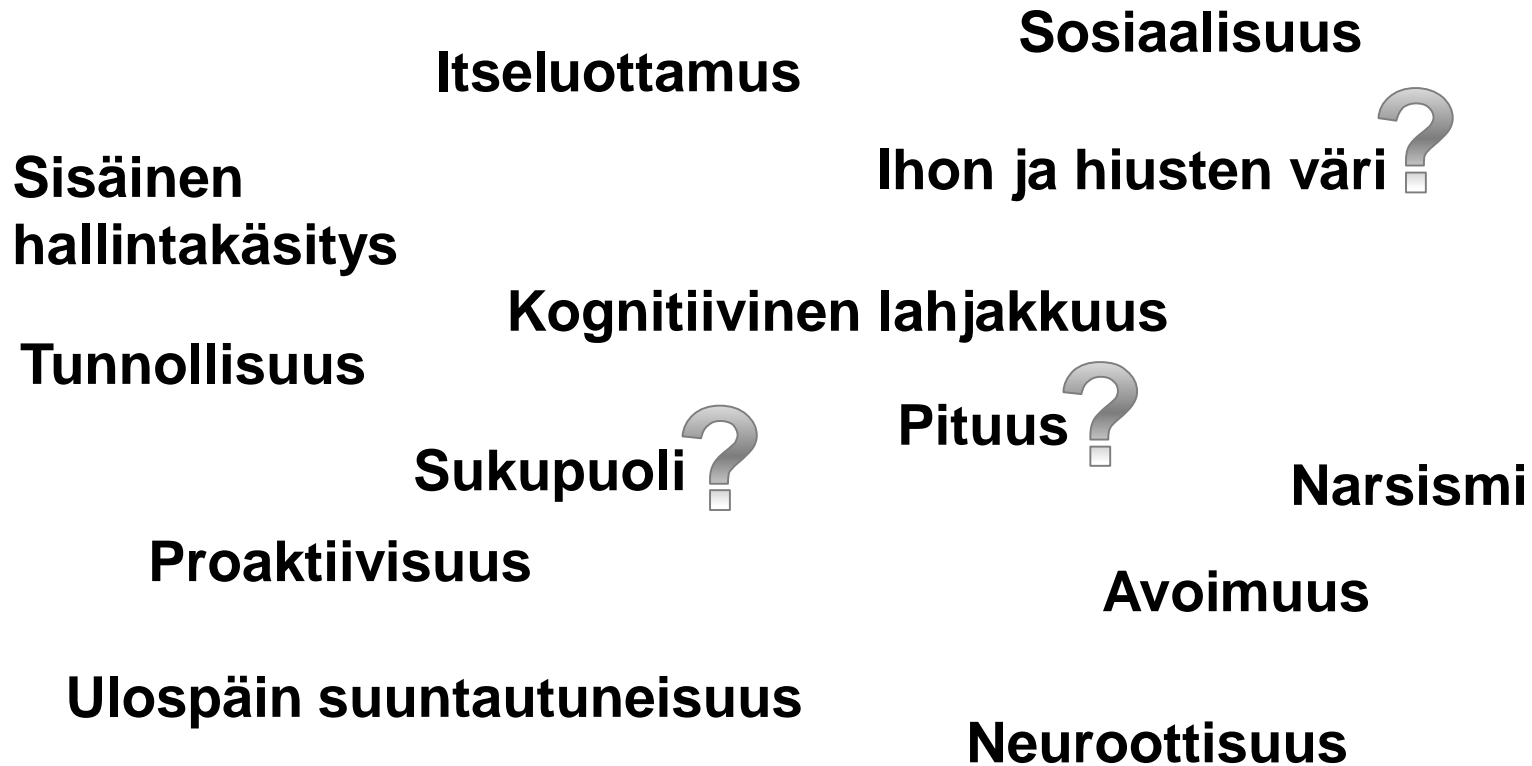 Sosiaalisuus
Itseluottamus
Ihon ja hiusten väri?
Sisäinen
hallintakäsitys
Kognitiivinen lahjakkuus
Tunnollisuus
Pituus?
Sukupuoli?
Narsismi
Proaktiivisuus
Avoimuus
Ulospäin suuntautuneisuus
Neuroottisuus